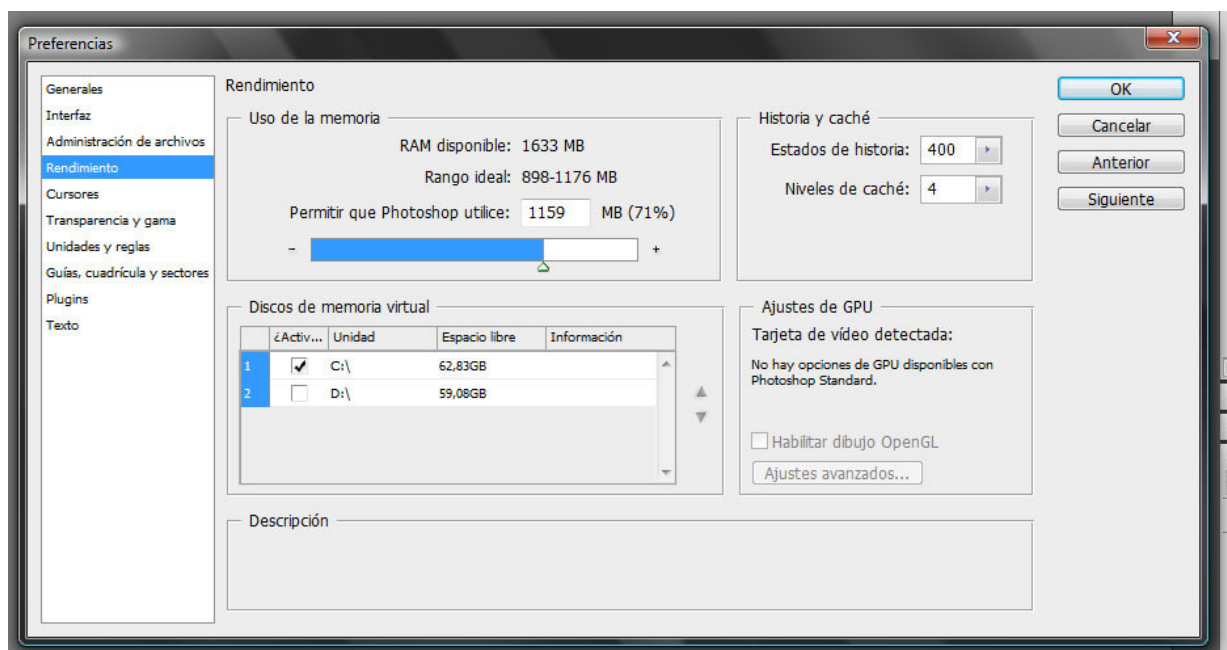 Preferencias
Generales
Interfaz
Administración de archivos
Rendimiento
Cursores
Transparencia y gama
Unidades y reglas
Guías, cuadrícula y sectores
Plugins
Texto
Rendimiento
Uso de la memoria
RAM disponible: 1633 MB
Rango ideal: 898-1176 MB
Permitir que Photoshop utilice: 1159 MB (71%)
- +
Historia y caché
Estados de historia: 400
Niveles de caché: 4
Discos de memoria virtual
¿Activ... Unidad Espacio libre Información
1 C:\ 62,83GB
2 D:\ 59,08GB
Ajustes de GPU
Tarjeta de vídeo detectada:
No hay opciones de GPU disponibles con
Photoshop Standard.
Habilitar dibujo OpenGL
Ajustes avanzados...
Descripción
OK
Cancelar
Anterior
Siguiente